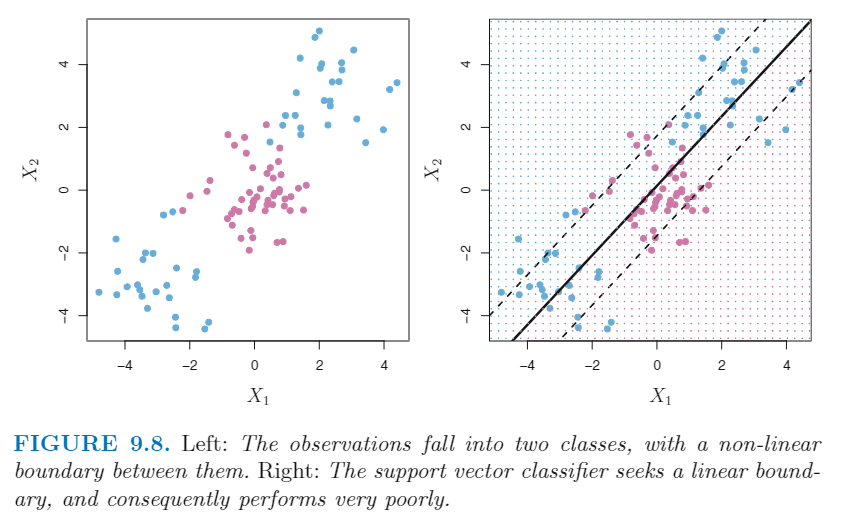 4
2
0
−2
−4
X2
−4
−2
0
2
4
X1
4
2
0
−2
−4
X2
−4
−2
0
2
4
X1
FIGURE 9.8. Left: The observations fall into two classes, with a non-linear
boundary between them. Right: The support vector classifier seeks a linear bound-
ary, and consequently performs very poorly.